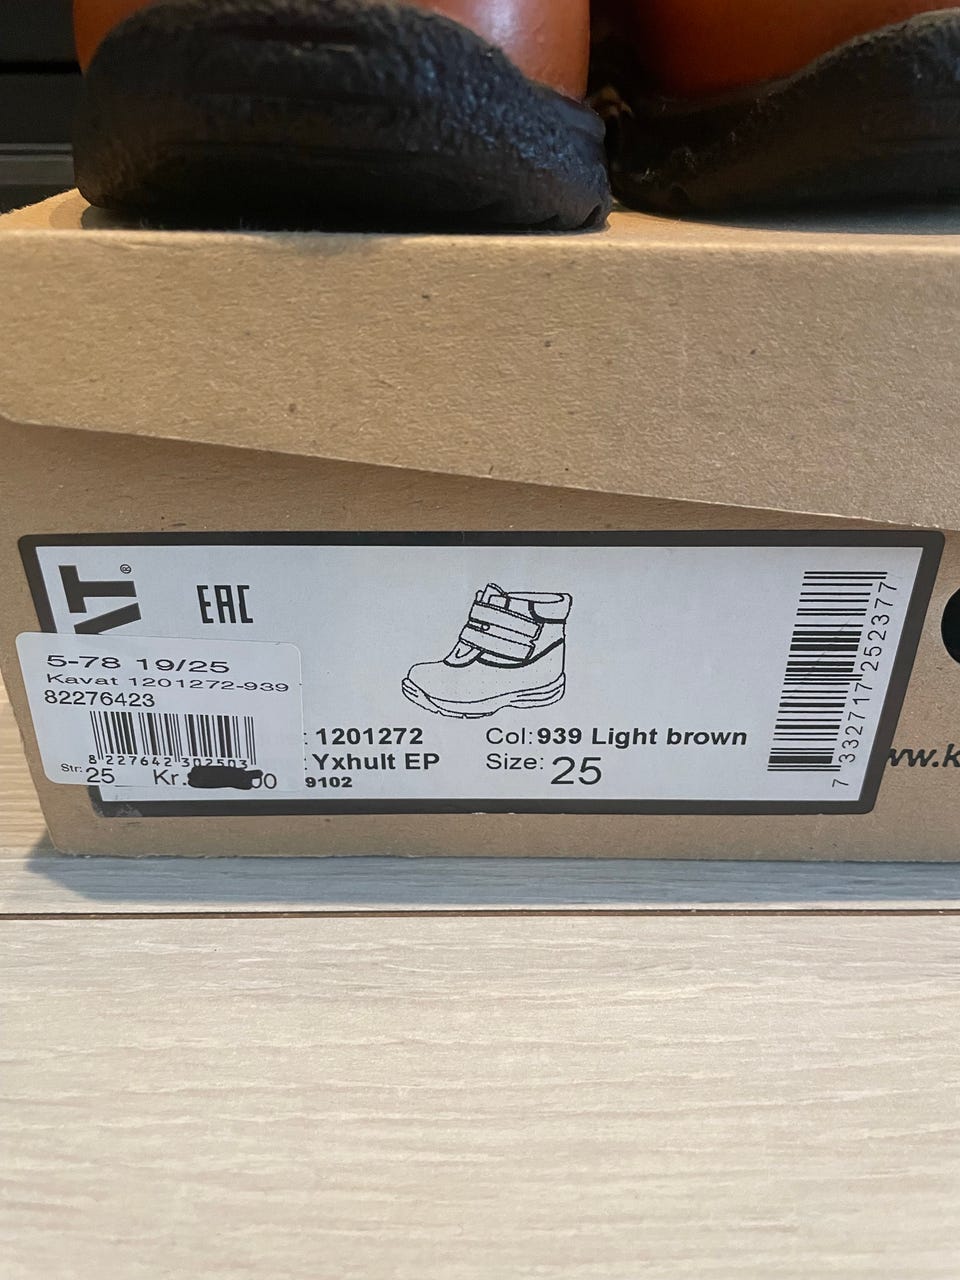 AT®
EAC
5-78 19/25
Kavat 1201272-939
82276423
8 227642 302503
Str: 25 Kr. 00
: 1201272
: Yxhult EP
9102
Col: 939 Light brown
Size: 25
7 332717 252377
ww.k